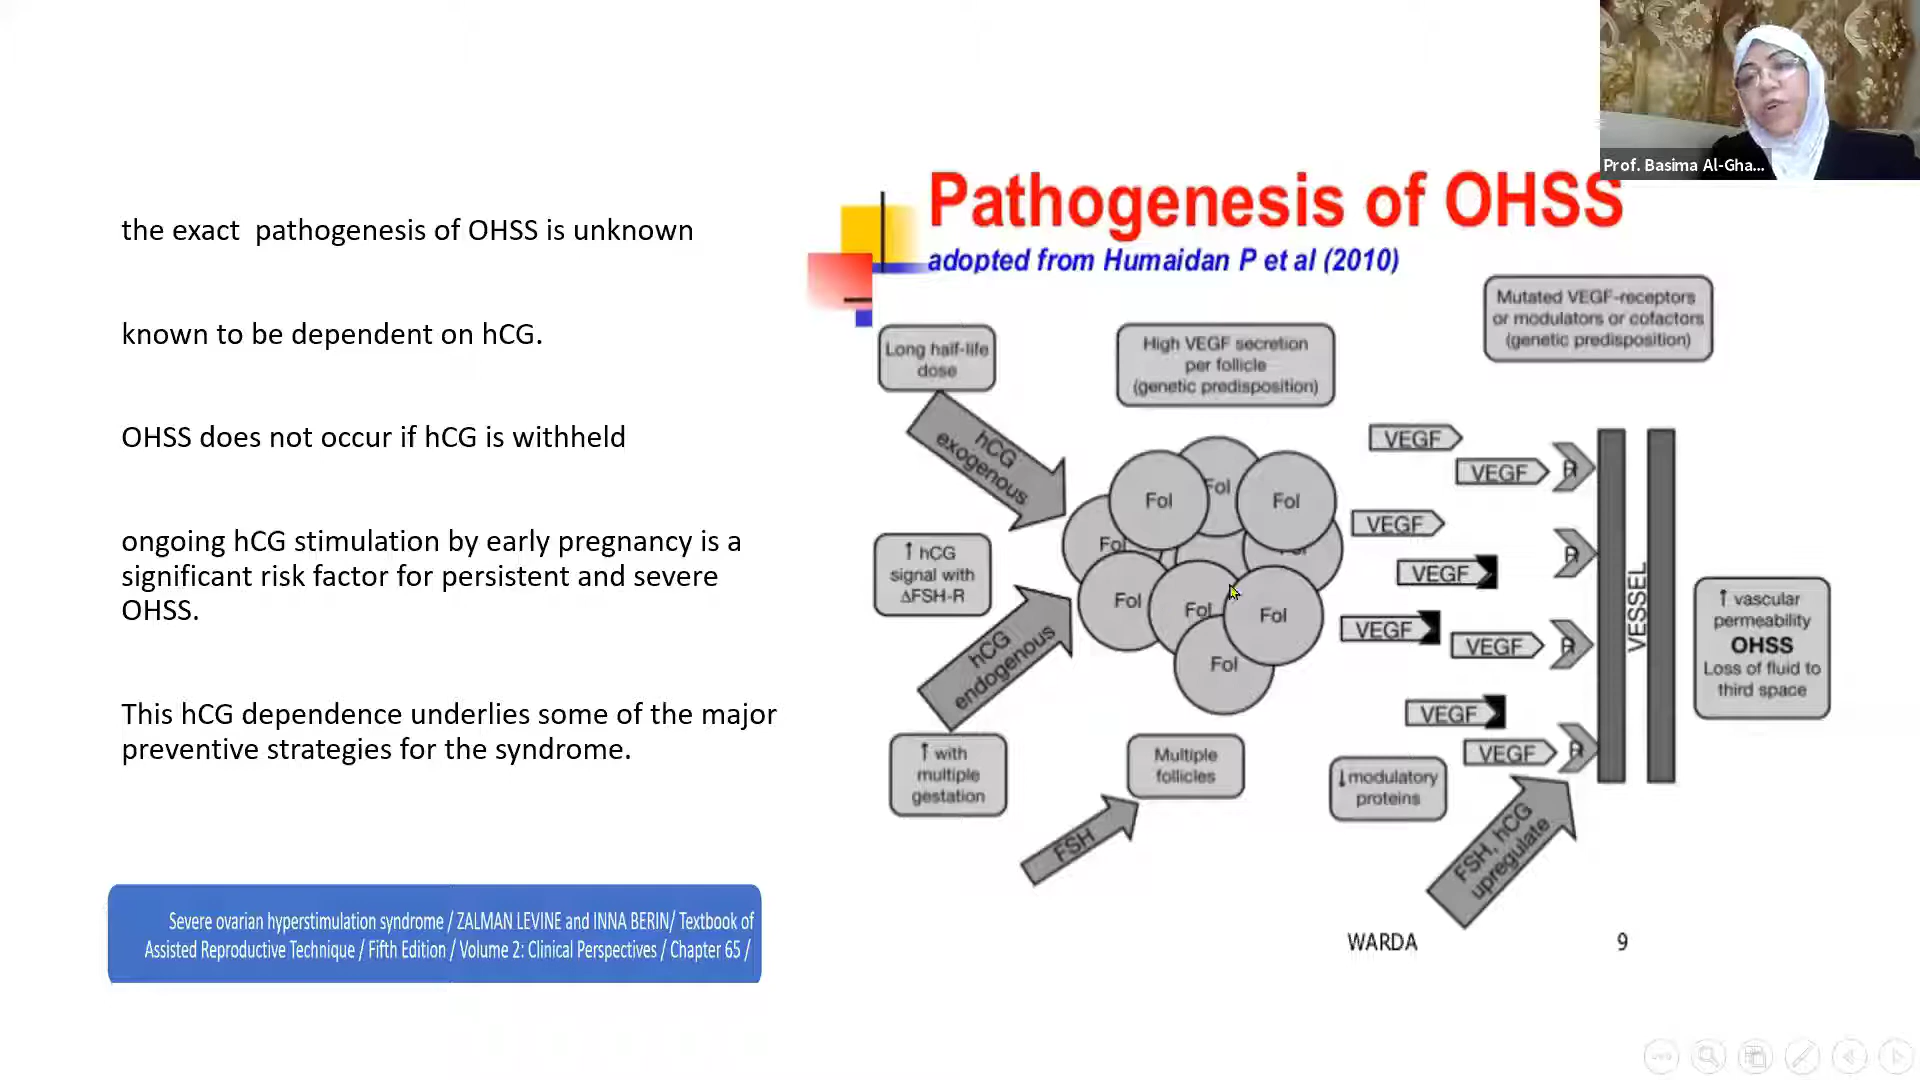 Prof. Basima Al-Gha...
the exact pathogenesis of OHSS is unknown
known to be dependent on hCG.
OHSS does not occur if hCG is withheld
ongoing hCG stimulation by early pregnancy is a
significant risk factor for persistent and severe
OHSS.
This hCG dependence underlies some of the major
preventive strategies for the syndrome.
Severe ovarian hyperstimulation syndrome / ZALMAN LEVINE and INNA BERIN/ Textbook of
Assisted Reproductive Technique / Fifth Edition / Volume 2: Clinical Perspectives / Chapter 65 /
Pathogenesis of OHSS
adopted from Humaidan P et al (2010)
Long half-life
dose
High VEGF secretion
per follicle
(genetic predisposition)
Mutated VEGF-receptors
or modulators or cofactors
(genetic predisposition)
hCG
exogenous
↑ hCG
signal with
ΔFSH-R
hCG
endogenous
↑ with
multiple
gestation
Fol
Fol
Fol
Fol
Fol
Fol
Fol
Fol
Multiple
follicles
FSH
VEGF
VEGF
VEGF
VEGF
VEGF
VEGF
VEGF
VEGF
R
R
R
R
VESSEL
↓modulatory
proteins
FSH, hCG
upregulate
↑ vascular
permeability
OHSS
Loss of fluid to
third space
WARDA
9